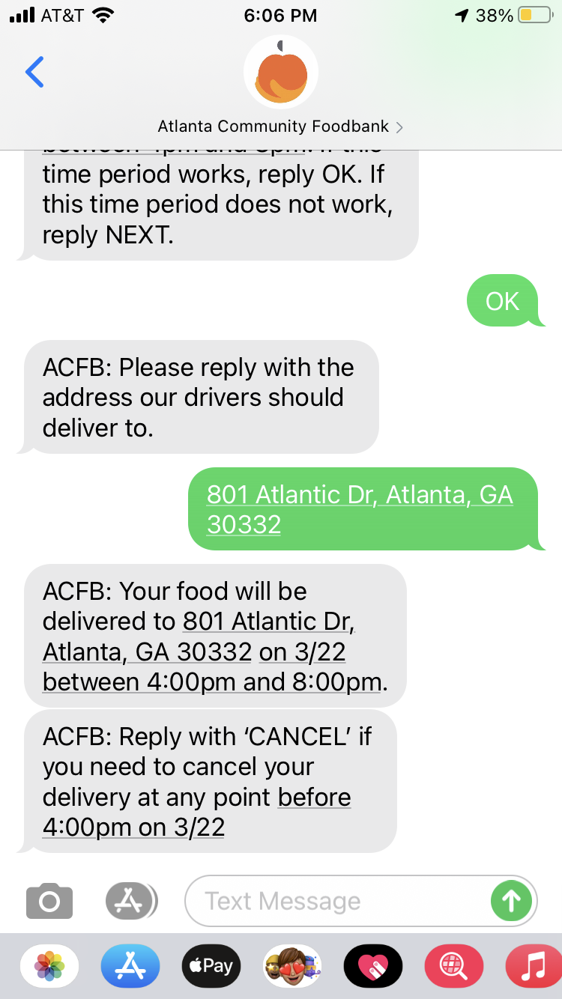 AT&T
6:06 PM
38%
Atlanta Community Foodbank
time period works, reply OK. If
this time period does not work,
reply NEXT.
OK
ACFB: Please reply with the
address our drivers should
deliver to.
801 Atlantic Dr, Atlanta, GA
30332
ACFB: Your food will be
delivered to 801 Atlantic Dr,
Atlanta, GA 30332 on 3/22
between 4:00pm and 8:00pm.
ACFB: Reply with ‘CANCEL’ if
you need to cancel your
delivery at any point before
4:00pm on 3/22
Text Message
Pay